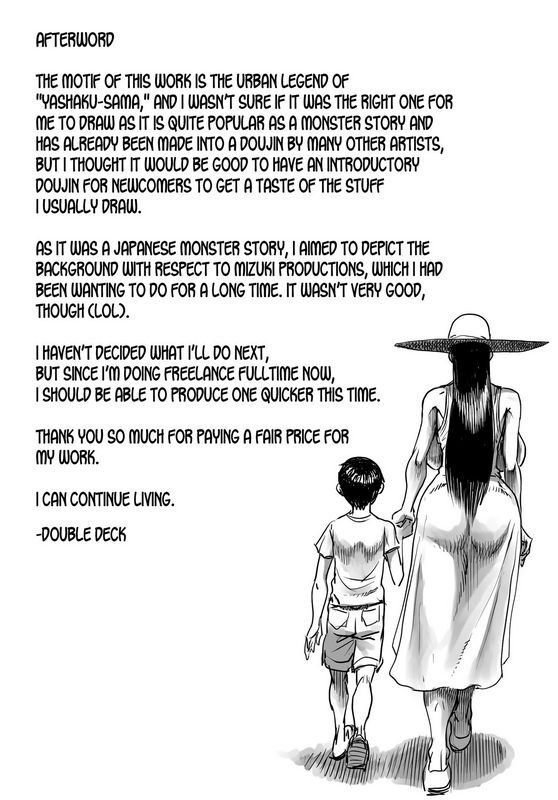 AFTERWORD
THE MOTIF OF THIS WORK IS THE URBAN LEGEND OF
"YASHAKU-SAMA," AND I WASN'T SURE IF IT WAS THE RIGHT ONE FOR
ME TO DRAW AS IT IS QUITE POPULAR AS A MONSTER STORY AND
HAS ALREADY BEEN MADE INTO A DOUJIN BY MANY OTHER ARTISTS,
BUT I THOUGHT IT WOULD BE GOOD TO HAVE AN INTRODUCTORY
DOUJIN FOR NEWCOMERS TO GET A TASTE OF THE STUFF
I USUALLY DRAW.
AS IT WAS A JAPANESE MONSTER STORY, I AIMED TO DEPICT THE
BACKGROUND WITH RESPECT TO MIZUKI PRODUCTIONS, WHICH I HAD
BEEN WANTING TO DO FOR A LONG TIME. IT WASN'T VERY GOOD,
THOUGH (LOL).
I HAVEN'T DECIDED WHAT I'LL DO NEXT,
BUT SINCE I'M DOING FREELANCE FULLTIME NOW,
I SHOULD BE ABLE TO PRODUCE ONE QUICKER THIS TIME.
THANK YOU SO MUCH FOR PAYING A FAIR PRICE FOR
MY WORK.
I CAN CONTINUE LIVING.
-DOUBLE DECK